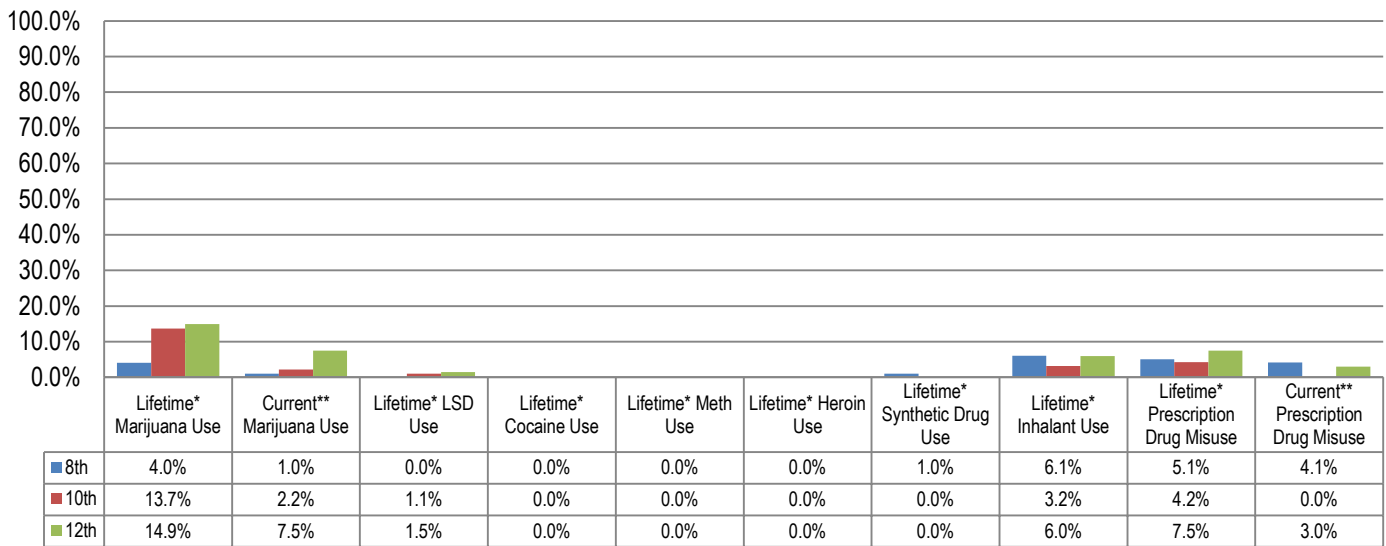 100.0%
90.0%
80.0%
70.0%
60.0%
50.0%
40.0%
30.0%
20.0%
10.0%
0.0%
Lifetime*
Marijuana Use
Current**
Marijuana Use
Lifetime* LSD
Use
Lifetime*
Cocaine Use
Lifetime* Meth
Use
Lifetime* Heroin
Use
Lifetime*
Synthetic Drug
Use
Lifetime*
Inhalant Use
Lifetime*
Prescription
Drug Misuse
Current**
Prescription
Drug Misuse
8th 4.0% 1.0% 0.0% 0.0% 0.0% 0.0% 1.0% 6.1% 5.1% 4.1%
10th 13.7% 2.2% 1.1% 0.0% 0.0% 0.0% 0.0% 3.2% 4.2% 0.0%
12th 14.9% 7.5% 1.5% 0.0% 0.0% 0.0% 0.0% 6.0% 7.5% 3.0%